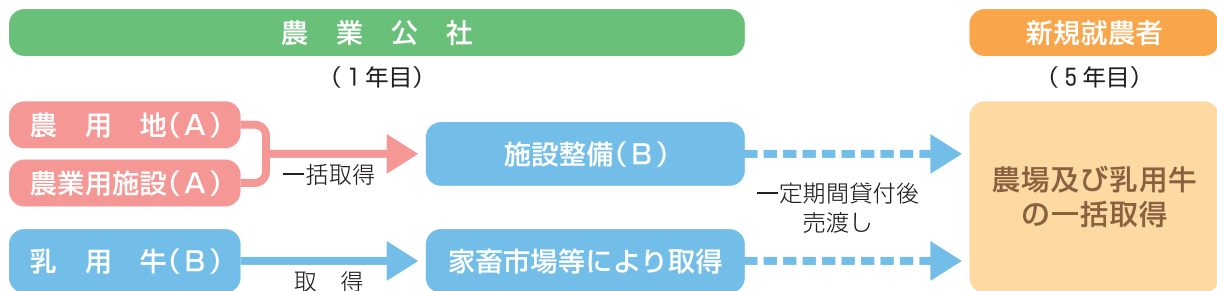 農業公社
新規就農者
（1年目）
（5年目）
農用地（A）
農業用施設（A）
一括取得
施設整備（B）
一定期間貸付後
売渡し
農場及び乳用牛
の一括取得
乳用牛（B）
取得
家畜市場等により取得